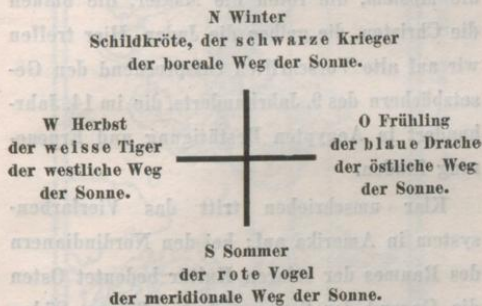 N Winter
Schildkröte, der schwarze Krieger
der boreale Weg der Sonne.
W Herbst
der weisse Tiger
der westliche Weg
der Sonne.
O Frühling
der blaue Drache
der östliche Weg
der Sonne.
S Sommer
der rote Vogel
der meridionale Weg der Sonne.